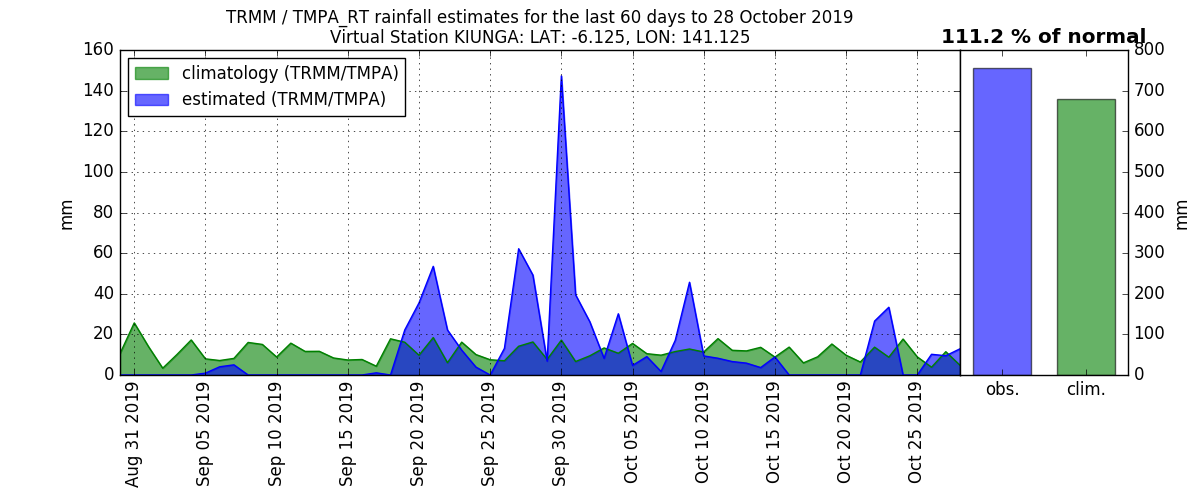 TRMM / TMPA_RT rainfall estimates for the last 60 days to 28 October 2019
Virtual Station KIUNGA: LAT: -6.125, LON: 141.125
111.2 % of normal
climatology (TRMM/TMPA)
estimated (TRMM/TMPA)
mm
160
140
120
100
80
60
40
20
0
Aug 31 2019
Sep 05 2019
Sep 10 2019
Sep 15 2019
Sep 20 2019
Sep 25 2019
Sep 30 2019
Oct 05 2019
Oct 10 2019
Oct 15 2019
Oct 20 2019
Oct 25 2019
obs.
clim.
800
700
600
500
400
300
200
100
0
mm